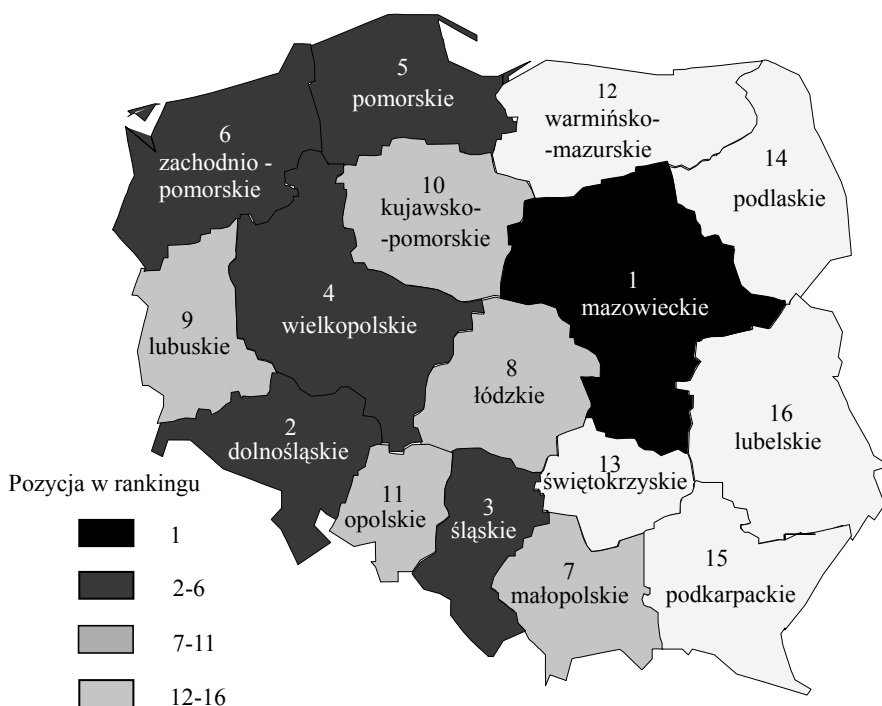 5
pomorskie
12
warmińsko-
-mazurskie
6
zachodnio -
pomorskie
14
podlaskie
10
kujawsko-
-pomorskie
1
mazowieckie
4
wielkopolskie
9
lubuskie
8
łódzkie
16
lubelskie
2
dolnośląskie
13
świętokrzyskie
11
opolskie
3
śląskie
7
małopolskie
15
podkarpackie
Pozycja w rankingu
1
2-6
7-11
12-16